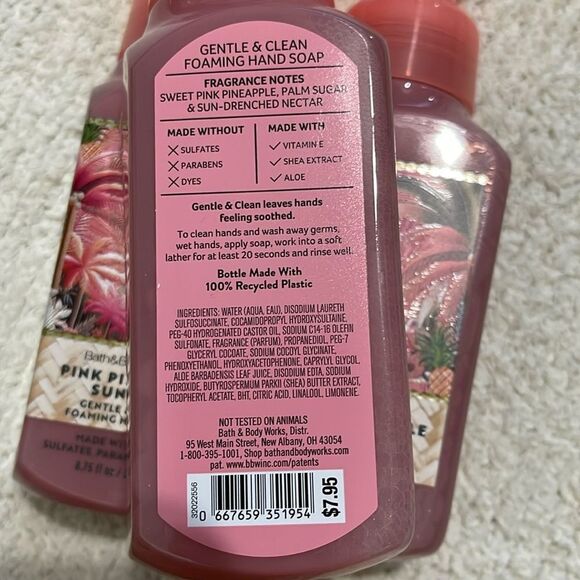 GENTLE & CLEAN
FOAMING HAND SOAP
FRAGRANCE NOTES
SWEET PINK PINEAPPLE, PALM SUGAR
& SUN-DRENCHED NECTAR
MADE WITHOUT
✕ SULFATES
✕ PARABENS
✕ DYES
MADE WITH
✓ VITAMIN E
✓ SHEA EXTRACT
✓ ALOE
Gentle & Clean leaves hands
feeling soothed.
To clean hands and wash away germs,
wet hands, apply soap, work into a soft
lather for at least 20 seconds and rinse well.
Bottle Made With
100% Recycled Plastic
INGREDIENTS: WATER (AQUA, EAU), DISODIUM LAURETH
SULFOSUCCINATE, COCAMIDOPROPYL HYDROXYSULTAINE,
PEG-40 HYDROGENATED CASTOR OIL, SODIUM C14-16 OLEFIN
SULFONATE, FRAGRANCE (PARFUM), PROPANEDIOL, PEG-7
GLYCERYL COCOATE, SODIUM COCOYL GLYCINATE,
PHENOXYETHANOL, HYDROXYACETOPHENONE, CAPRYLYL GLYCOL,
ALOE BARBADENSIS LEAF JUICE, DISODIUM EDTA, SODIUM
HYDROXIDE, BUTYROSPERMUM PARKII (SHEA) BUTTER EXTRACT,
TOCOPHERYL ACETATE, BHT, CITRIC ACID, LINALOOL, LIMONENE.
NOT TESTED ON ANIMALS
Bath & Body Works, Distr.
95 West Main Street, New Albany, OH 43054
1-800-395-1001, Shop bathandbodyworks.com
www.bbwinc.com/patents
S2022556
0 667659 351954
$7.95
Bath&B
PINK PI
SUN
GENTLE &
FOAMING H
MADE WI
SULFATES, PARA
8.75 fl oz /
LE